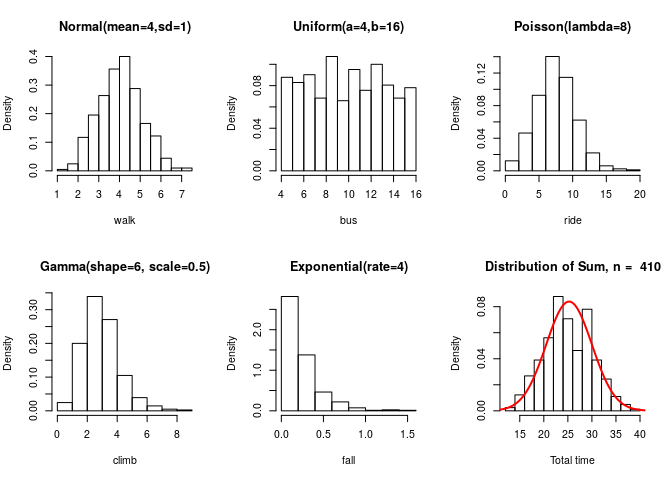 Normal(mean=4,sd=1)
Density
0.0 0.1 0.2 0.3 0.4
1 2 3 4 5 6 7
walk
Uniform(a=4,b=16)
Density
0.00 0.04 0.08
4 6 8 10 12 14 16
bus
Poisson(lambda=8)
Density
0.00 0.04 0.08 0.12
0 5 10 15 20
ride
Gamma(shape=6, scale=0.5)
Density
0.00 0.10 0.20 0.30
0 2 4 6 8
climb
Exponential(rate=4)
Density
0.0 1.0 2.0
0.0 0.5 1.0 1.5
fall
Distribution of Sum, n = 410
Density
0.00 0.04 0.08
15 20 25 30 35 40
Total time